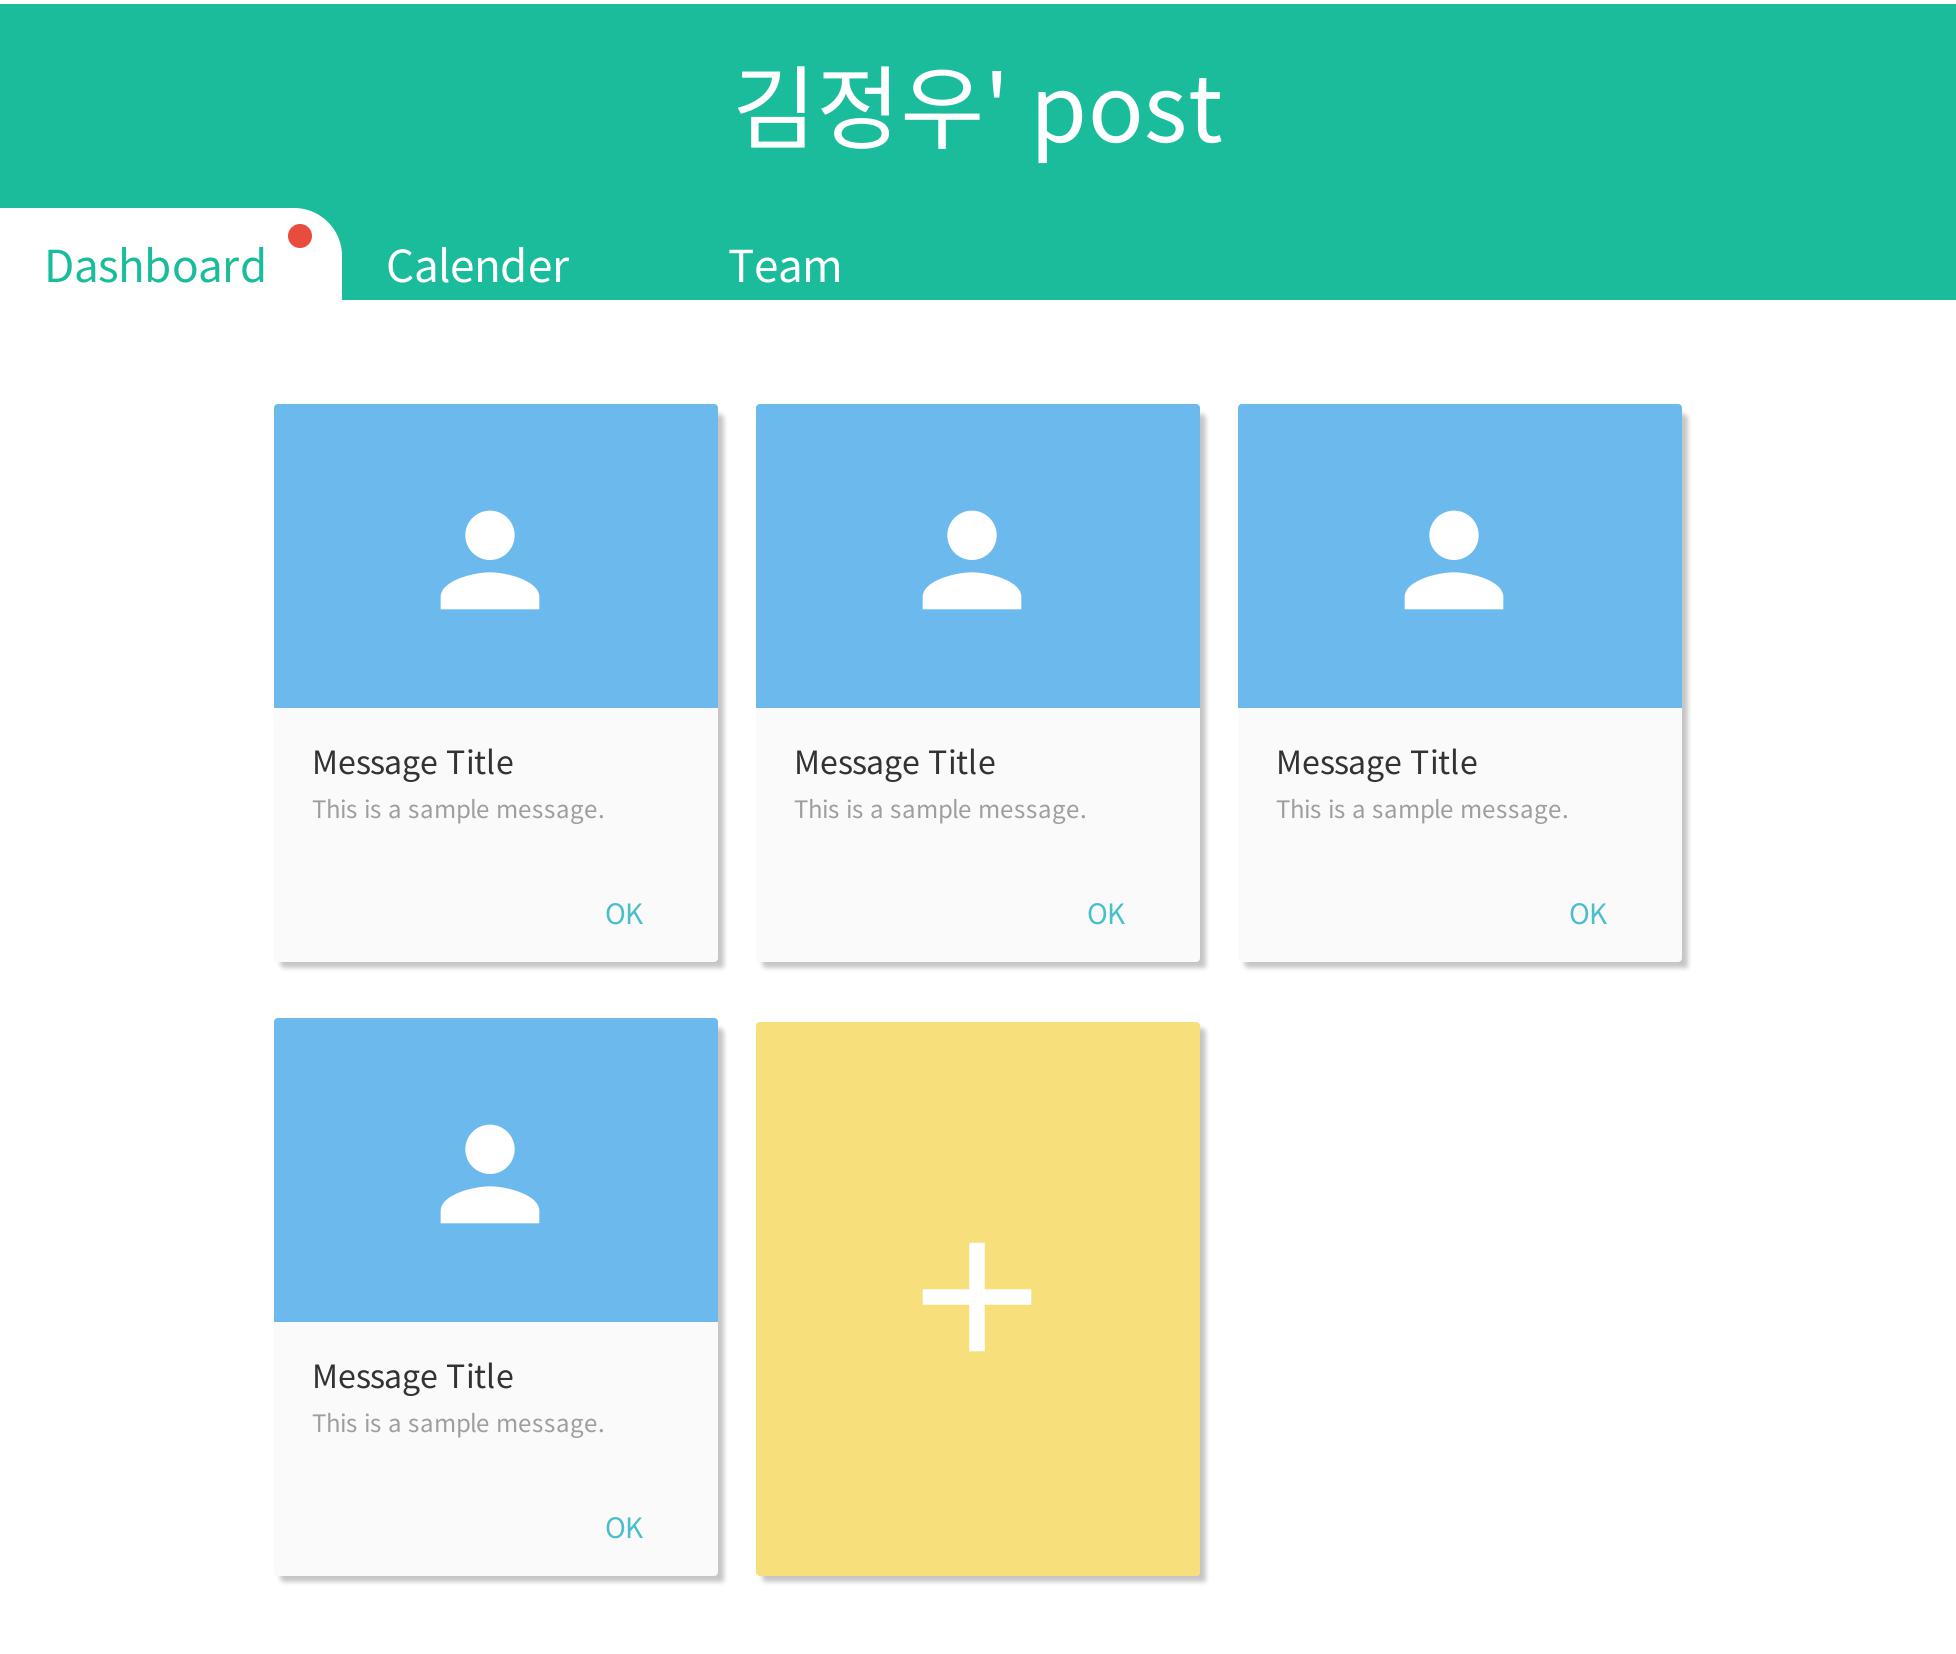 김정우' post
Dashboard
Calender
Team
Message Title
This is a sample message.
OK
Message Title
This is a sample message.
OK
Message Title
This is a sample message.
OK
Message Title
This is a sample message.
OK